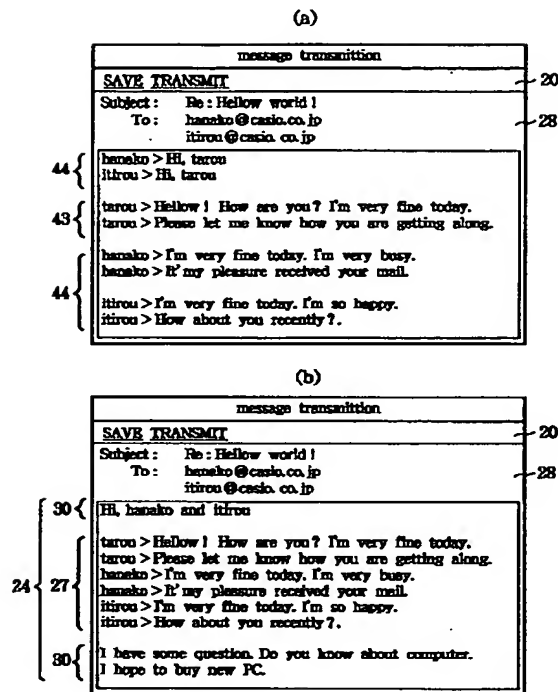 (a)
message transmittion
SAVE TRANSMIT
20
Subject : Re : Hellow world !
To : hanako@casio.co.jp
28
itirou@casio.co.jp
44
hanako > Hi, tarou
itirou > Hi, tarou
43
tarou > Hellow ! How are you ? I'm very fine today.
tarou > Please let me know how you are getting along.
44
hanako > I'm very fine today. I'm very busy.
hanako > It' my pleasure received your mail.
itirou > I'm very fine today. I'm so happy.
itirou > How about you recently ?.
(b)
message transmittion
SAVE TRANSMIT
20
Subject : Re : Hellow world !
To : hanako@casio.co.jp
28
itirou@casio.co.jp
24
30
Hi, hanako and itirou
27
tarou > Hellow ! How are you ? I'm very fine today.
tarou > Please let me know how you are getting along.
hanako > I'm very fine today. I'm very busy.
hanako > It' my pleasure received your mail.
itirou > I'm very fine today. I'm so happy.
itirou > How about you recently ?.
30
I have some question. Do you know about computer.
I hope to buy new PC.